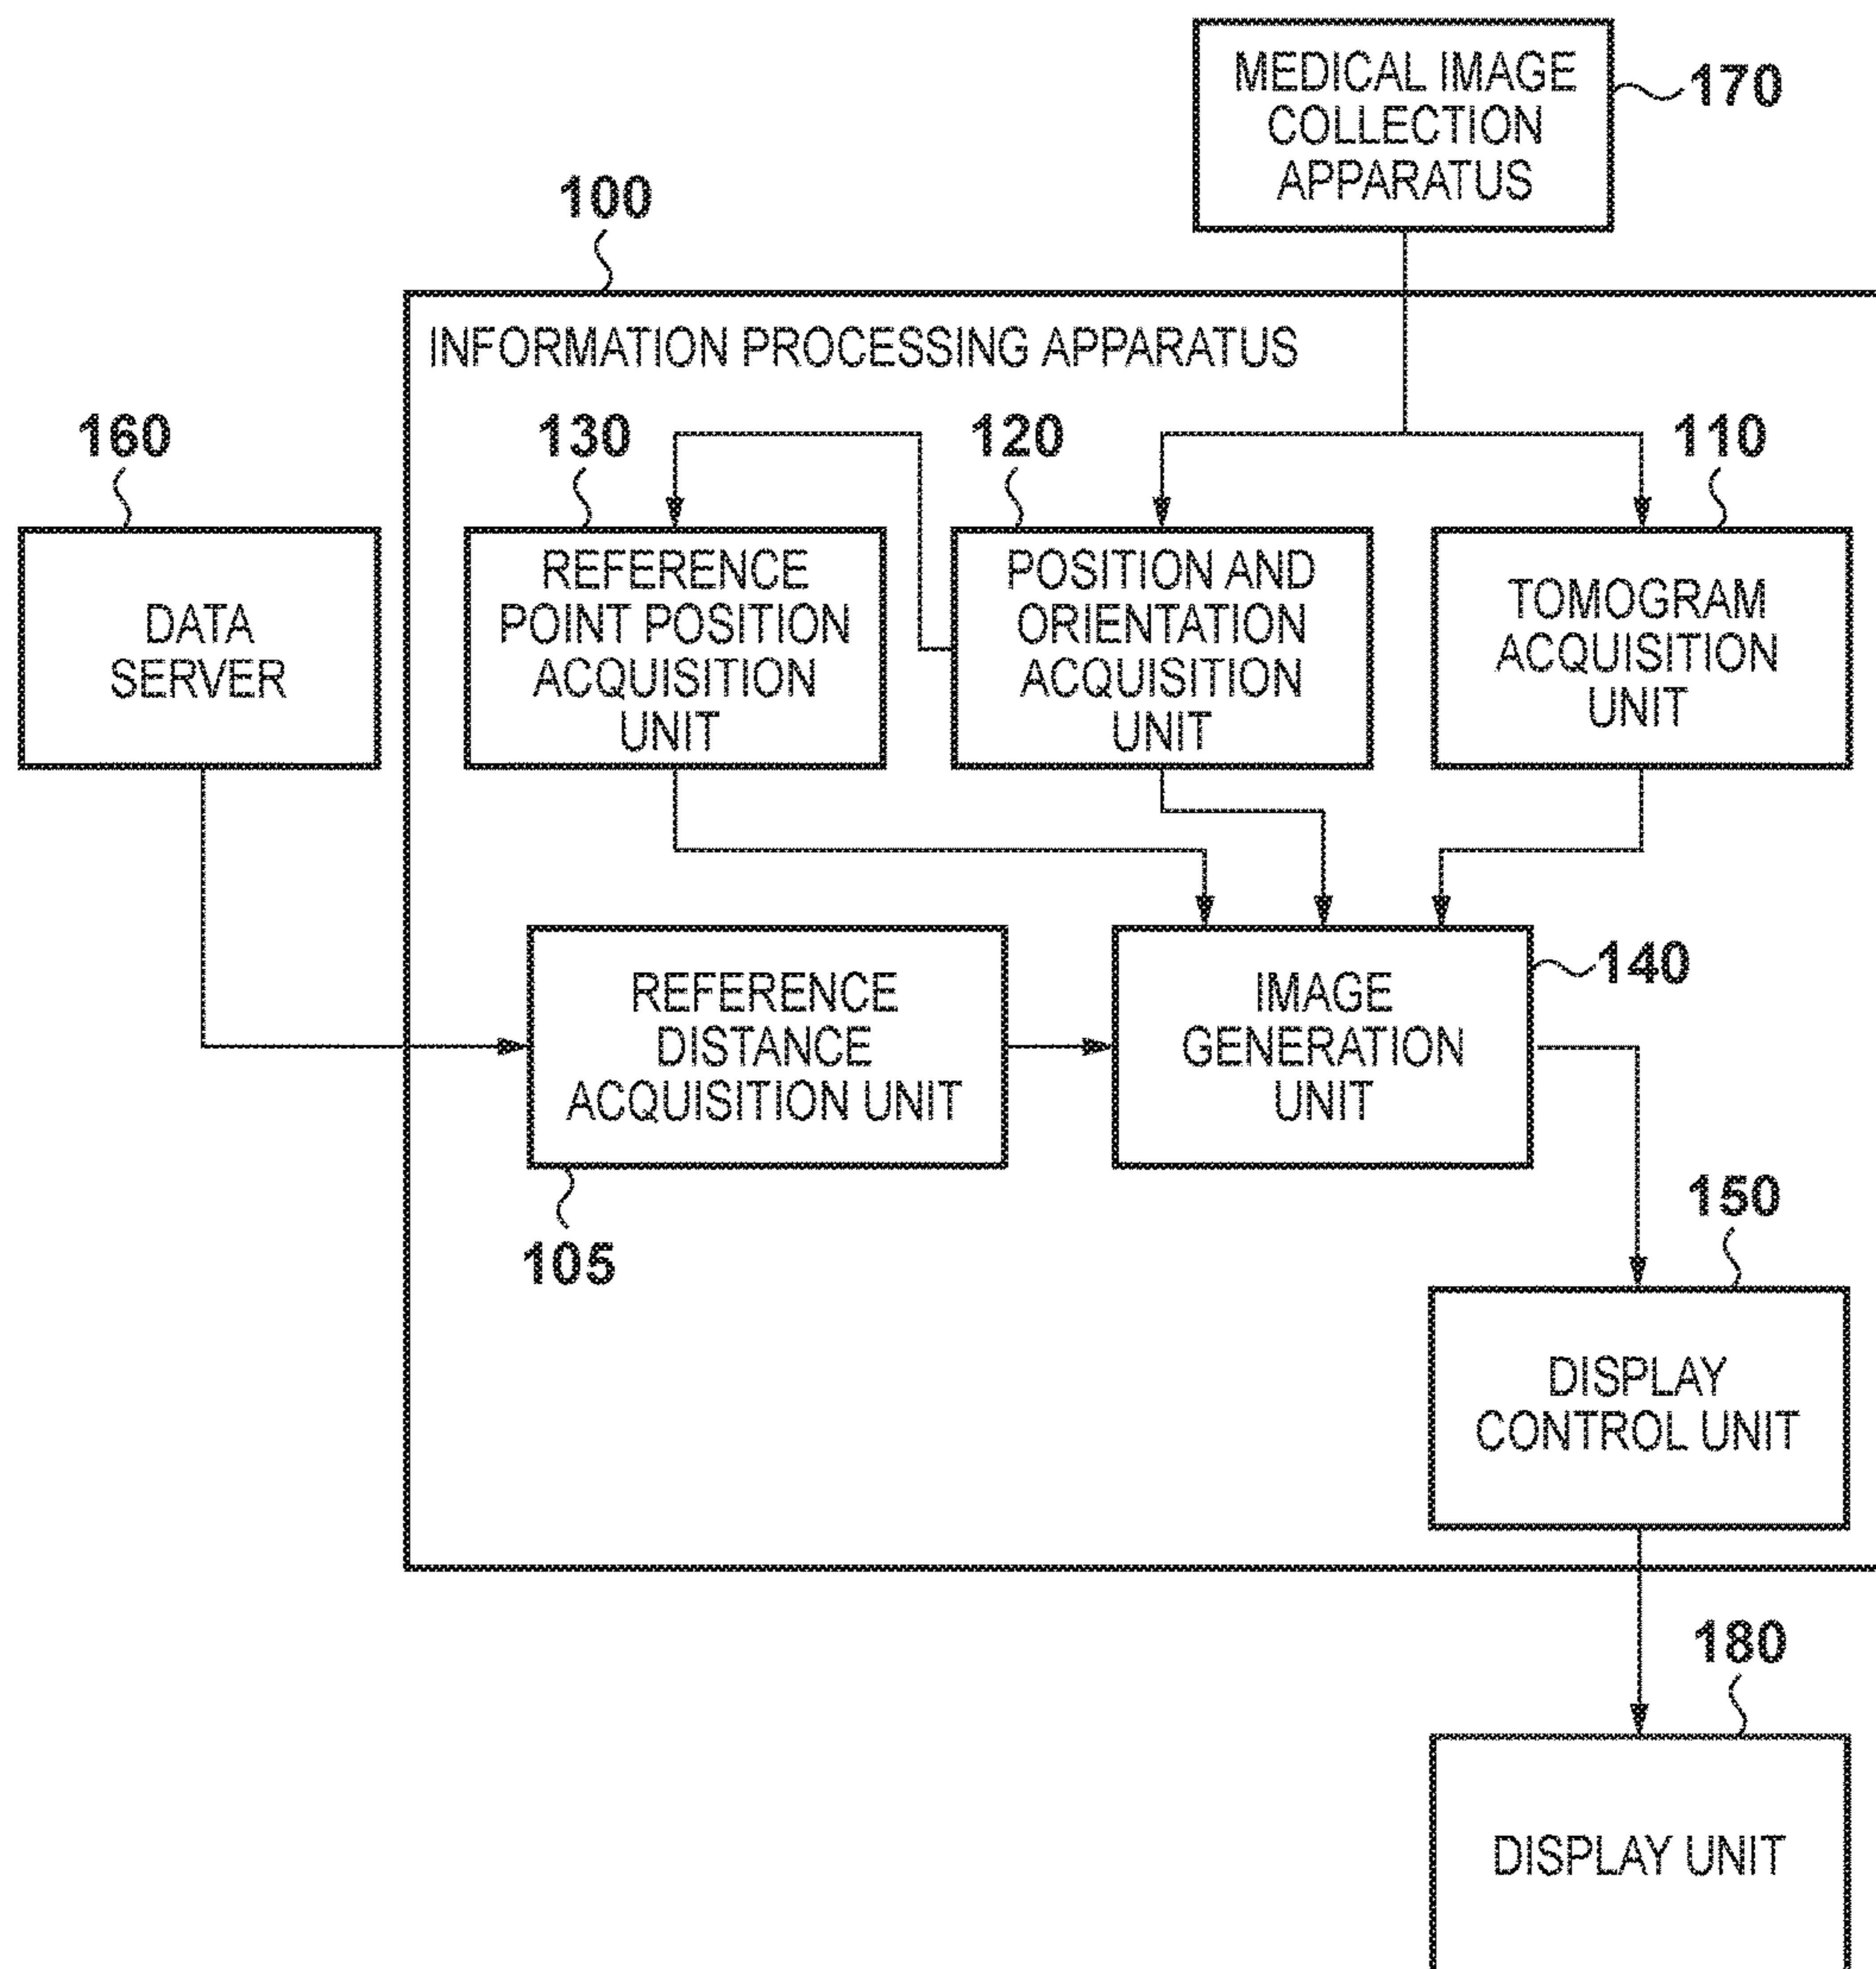 MEDICAL IMAGE
COLLECTION
APPARATUS
170
100
INFORMATION PROCESSING APPARATUS
160
130
120
110
DATA
SERVER
REFERENCE
POINT POSITION
ACQUISITION
UNIT
POSITION AND
ORIENTATION
ACQUISITION
UNIT
TOMOGRAM
ACQUISITION
UNIT
REFERENCE
DISTANCE
ACQUISITION UNIT
105
IMAGE
GENERATION
UNIT
140
150
DISPLAY
CONTROL UNIT
180
DISPLAY UNIT